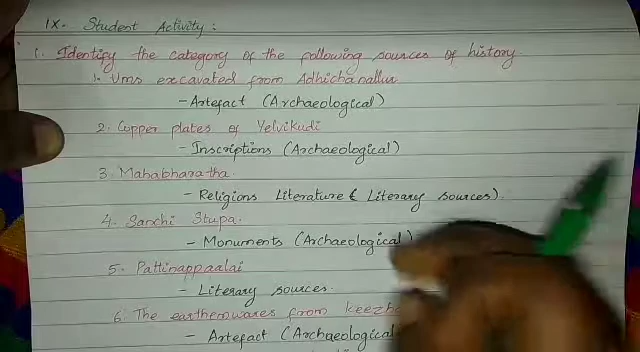 IX. Student Activity:
1. Identify the category of the following sources of history
1. Urns excavated from Adhichanallur
- Artefact (Archaeological)
2. Copper plates of Velvikudi
- Inscriptions (Archaeological)
3. Mahabharatha.
- Religions Literature (Literary sources).
4. Sanchi Stupa.
- Monuments (Archaeological)
5. Pattinappaalai
- Literary sources.
6. The earthenwares from
- Artefact (Archaeological